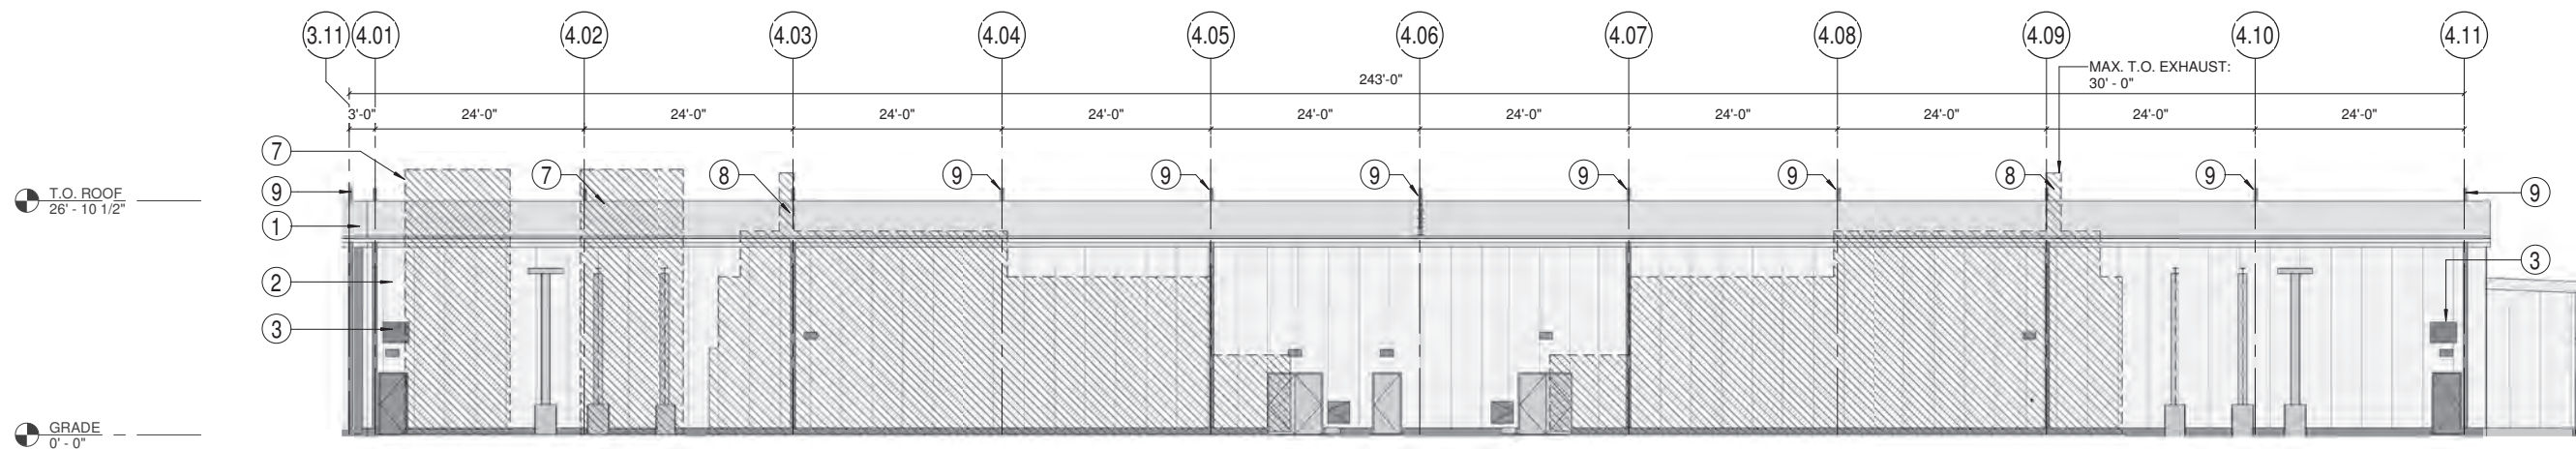 3.11 4.01 4.02 4.03 4.04 4.05 4.06 4.07 4.08 4.09 4.10 4.11
MAX. T.O. EXHAUST:
30' - 0"
243'-0"
3'-0" 24'-0" 24'-0" 24'-0" 24'-0" 24'-0" 24'-0" 24'-0" 24'-0" 24'-0" 24'-0"
7
7 8 9 9 9 9 9 8 9
T.O. ROOF
26' - 10 1/2"
9 9
1
2
3
3
GRADE
0' - 0"